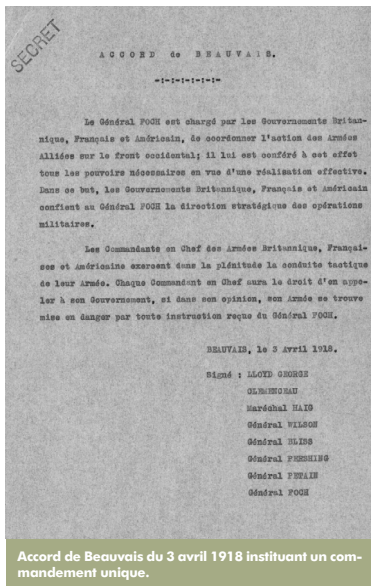 SECRET
ACCORD de BEAUVAIS.
-:-:-:-:-:-:-
Le Général FOCH est chargé par les Gouvernements Britan-
nique, Français et Américain, de coordonner l'action des Armées
Alliées sur le front occidental; il lui est conféré à cet effet
tous les pouvoirs nécessaires en vue d'une réalisation effective.
Dans ce but, les Gouvernements Britannique, Français et Américain
confient au Général FOCH la direction stratégique des opérations
militaires.
Les Commandants en Chef des Armées Britannique, Françai-
ses et Américaine exercent dans la plénitude la conduite tactique
de leur Armée. Chaque Commandant en Chef aura le droit d'en appe-
ler à son Gouvernement, si dans son opinion, son Armée se trouve
mise en danger par toute instruction reçue du Général FOCH.
BEAUVAIS, le 3 Avril 1918.
Signé : LLOYD GEORGE
CLEMENCEAU
Maréchal HAIG
Général WILSON
Général BLISS
Général PERSHING
Général PETAIN
Général FOCH
Accord de Beauvais du 3 avril 1918 instituant un com-
mandement unique.